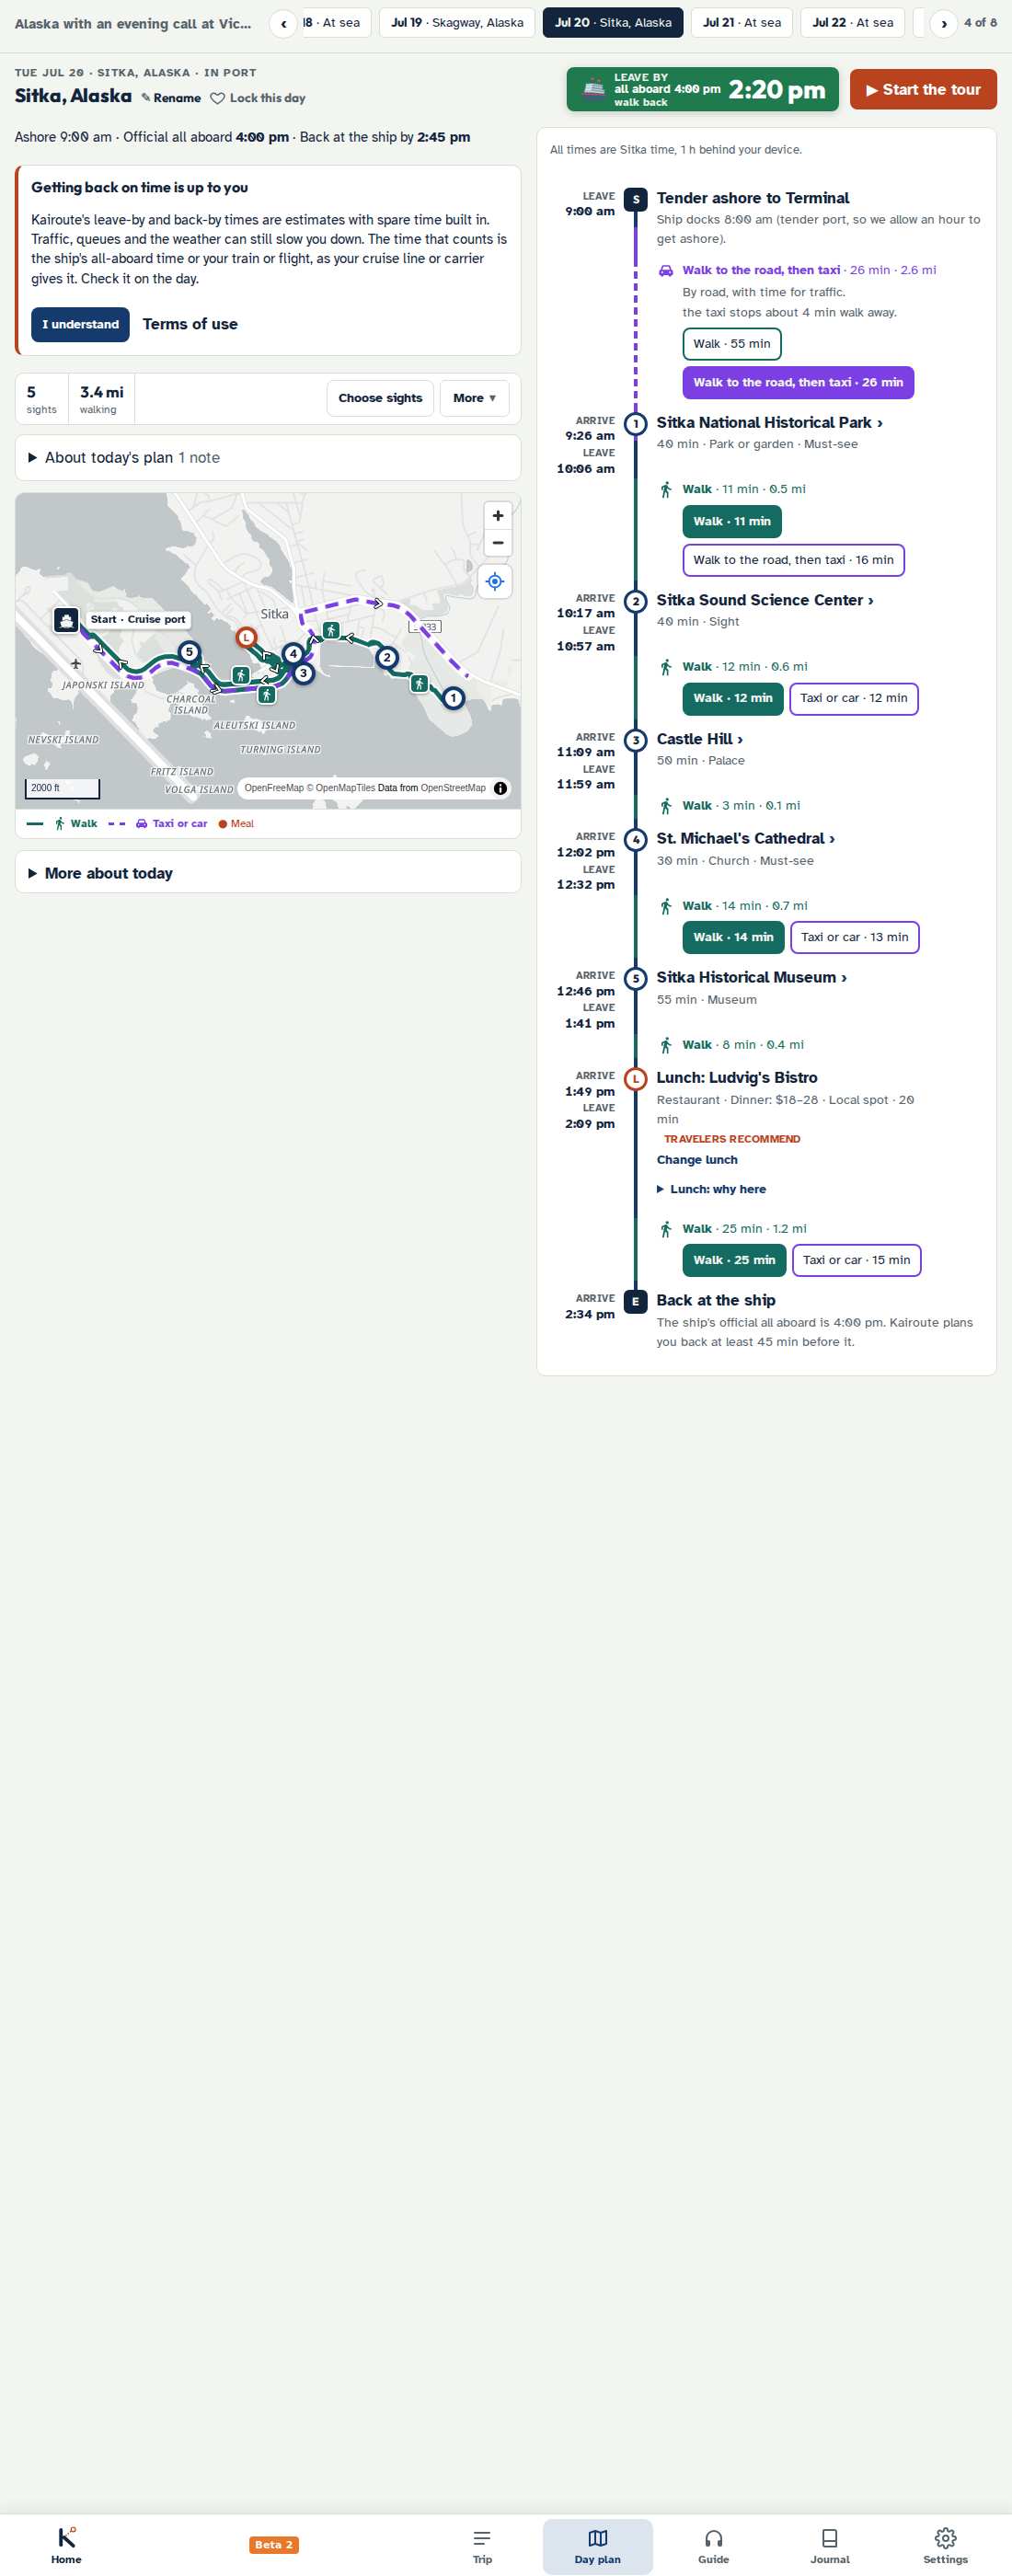 Alaska with an evening call at Vic...
‹
18 · At sea
Jul 19 · Skagway, Alaska
Jul 20 · Sitka, Alaska
Jul 21 · At sea
Jul 22 · At sea
›
4 of 8
TUE JUL 20 · SITKA, ALASKA · IN PORT
Sitka, Alaska
✎ Rename
Lock this day
LEAVE BY
all aboard 4:00 pm
walk back
2:20 pm
▶ Start the tour
Ashore 9:00 am · Official all aboard 4:00 pm · Back at the ship by 2:45 pm
Getting back on time is up to you
Kairoute's leave-by and back-by times are estimates with spare time built in.
Traffic, queues and the weather can still slow you down. The time that counts is
the ship's all-aboard time or your train or flight, as your cruise line or carrier
gives it. Check it on the day.
I understand
Terms of use
5
sights
3.4 mi
walking
Choose sights
More ▼
▶ About today's plan 1 note
+
−
Sitka
Start · Cruise port
L
5
4
3
2
1
JAPONSKI ISLAND
CHARCOAL
ISLAND
ALEUTSKI ISLAND
NEVSKI ISLAND
TURNING ISLAND
FRITZ ISLAND
VOLGA ISLAND
2000 ft
OpenFreeMap © OpenMapTiles Data from OpenStreetMap
Walk
Taxi or car
Meal
▶ More about today
All times are Sitka time, 1 h behind your device.
LEAVE
9:00 am
S
Tender ashore to Terminal
Ship docks 8:00 am (tender port, so we allow an hour to
get ashore).
Walk to the road, then taxi · 26 min · 2.6 mi
By road, with time for traffic.
the taxi stops about 4 min walk away.
Walk · 55 min
Walk to the road, then taxi · 26 min
ARRIVE
9:26 am
LEAVE
10:06 am
1
Sitka National Historical Park ›
40 min · Park or garden · Must-see
Walk · 11 min · 0.5 mi
Walk · 11 min
Walk to the road, then taxi · 16 min
ARRIVE
10:17 am
LEAVE
10:57 am
2
Sitka Sound Science Center ›
40 min · Sight
Walk · 12 min · 0.6 mi
Walk · 12 min
Taxi or car · 12 min
ARRIVE
11:09 am
LEAVE
11:59 am
3
Castle Hill ›
50 min · Palace
Walk · 3 min · 0.1 mi
ARRIVE
12:02 pm
LEAVE
12:32 pm
4
St. Michael's Cathedral ›
30 min · Church · Must-see
Walk · 14 min · 0.7 mi
Walk · 14 min
Taxi or car · 13 min
ARRIVE
12:46 pm
LEAVE
1:41 pm
5
Sitka Historical Museum ›
55 min · Museum
Walk · 8 min · 0.4 mi
ARRIVE
1:49 pm
LEAVE
2:09 pm
L
Lunch: Ludvig's Bistro
Restaurant · Dinner: $18–28 · Local spot · 20
min
TRAVELERS RECOMMEND
Change lunch
▶ Lunch: why here
Walk · 25 min · 1.2 mi
Walk · 25 min
Taxi or car · 15 min
ARRIVE
2:34 pm
E
Back at the ship
The ship's official all aboard is 4:00 pm. Kairoute plans
you back at least 45 min before it.
Home
Beta 2
Trip
Day plan
Guide
Journal
Settings